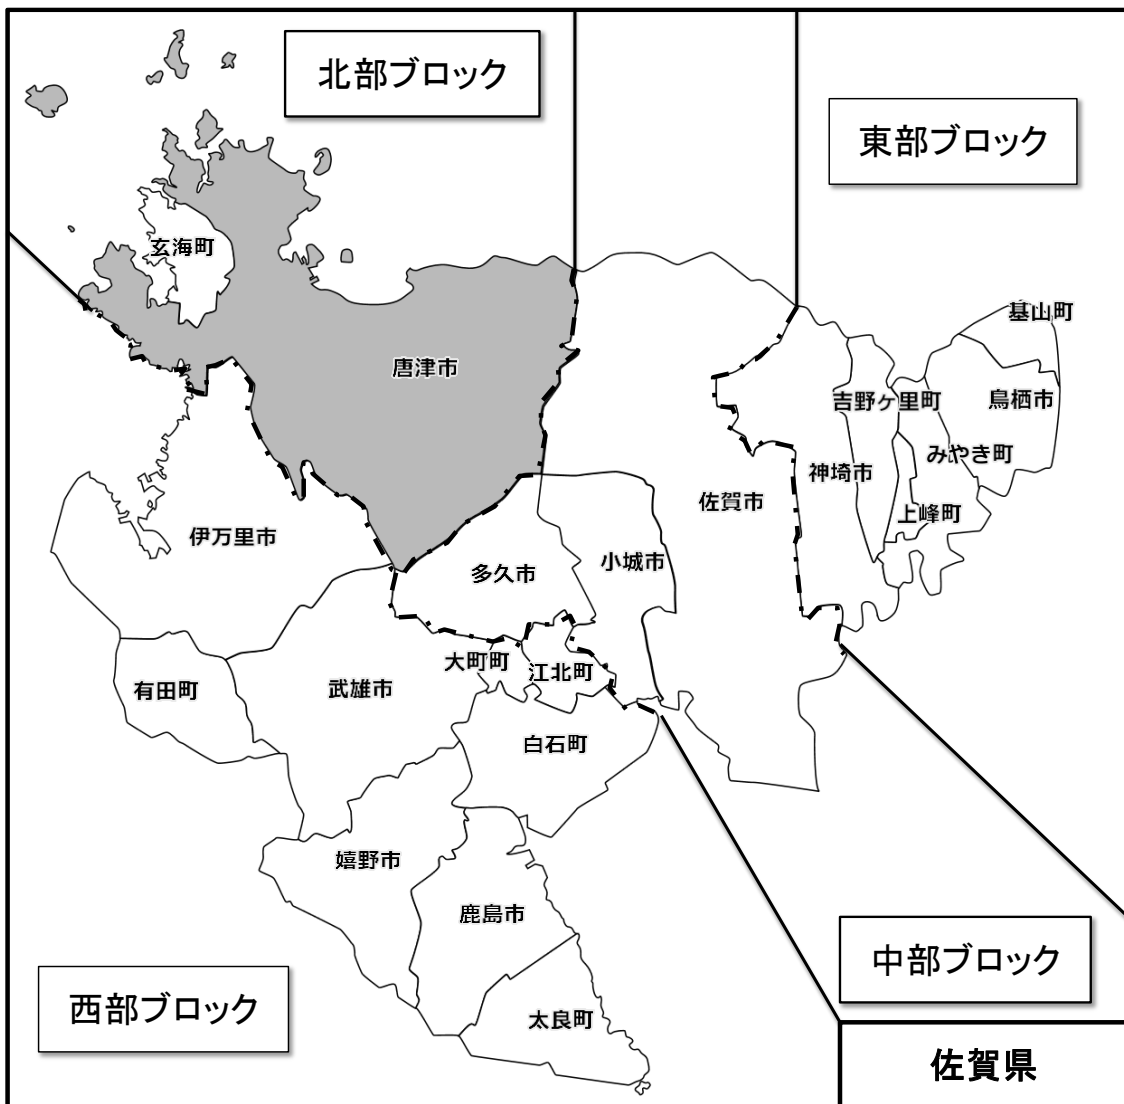 北部ブロック
東部ブロック
玄海町
基山町
唐津市
吉野ヶ里町
鳥栖市
みやき町
神埼市
佐賀市
上峰町
伊万里市
小城市
多久市
大町町
江北町
有田町
武雄市
白石町
嬉野市
鹿島市
中部ブロック
西部ブロック
太良町
佐賀県